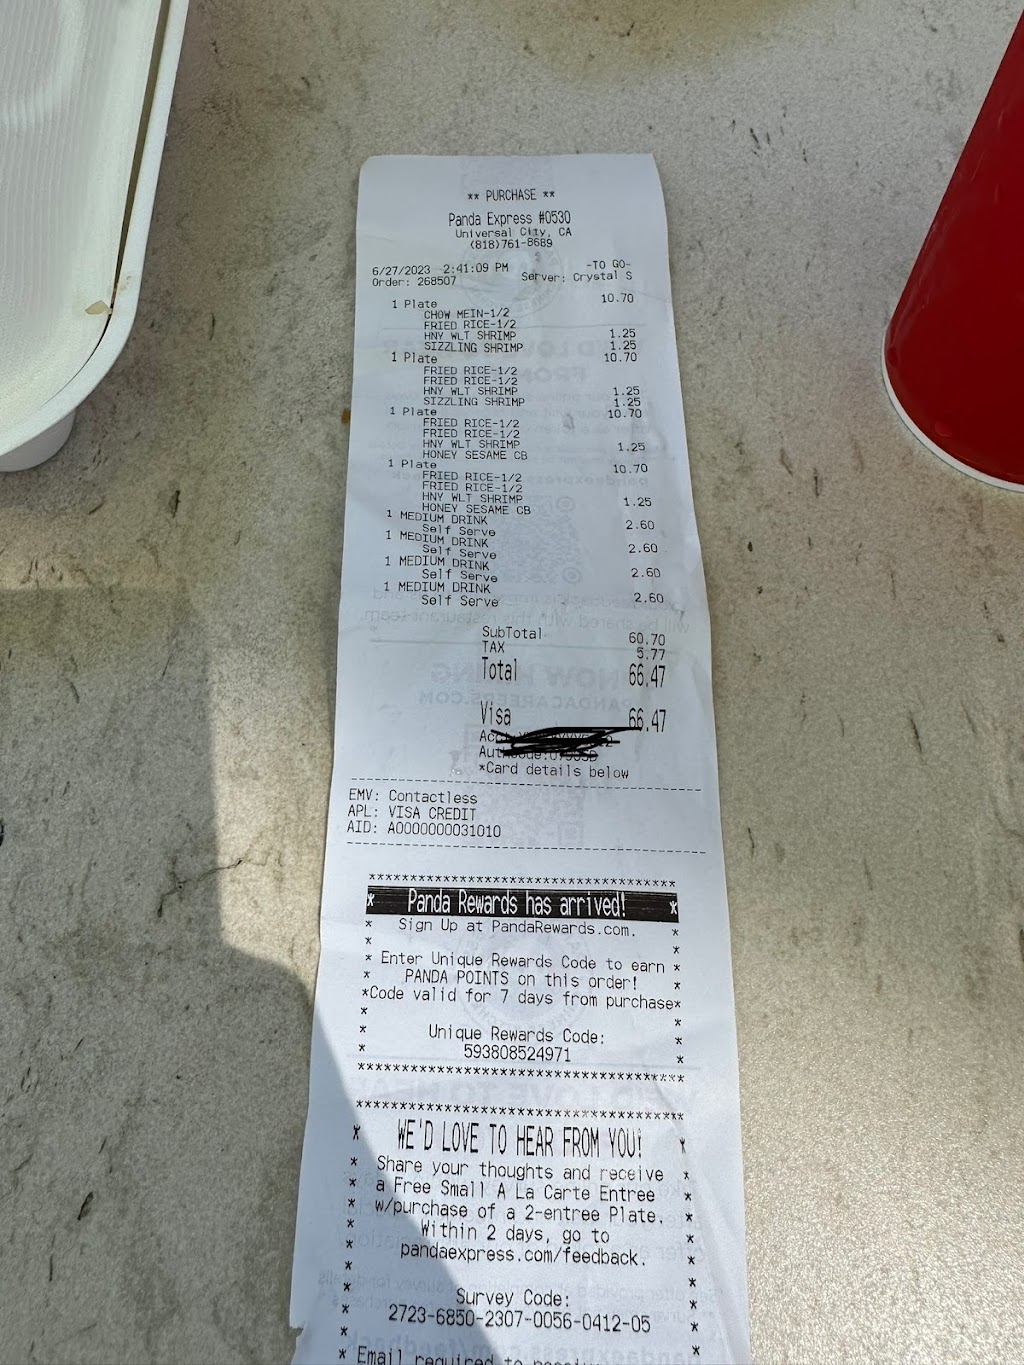 ** PURCHASE **
Panda Express #0530
Universal City, CA
(818)761-8689
6/27/2023 2:41:09 PM -TO GO-
Order: 268507 Server: Crystal S
1 Plate 10.70
CHOW MEIN-1/2
FRIED RICE-1/2
HNY WLT SHRIMP 1.25
SIZZLING SHRIMP 1.25
1 Plate 10.70
FRIED RICE-1/2
FRIED RICE-1/2
HNY WLT SHRIMP 1.25
SIZZLING SHRIMP 1.25
1 Plate 10.70
FRIED RICE-1/2
FRIED RICE-1/2
HNY WLT SHRIMP 1.25
HONEY SESAME CB
1 Plate 10.70
FRIED RICE-1/2
FRIED RICE-1/2
HNY WLT SHRIMP 1.25
HONEY SESAME CB
1 MEDIUM DRINK 2.60
Self Serve
1 MEDIUM DRINK 2.60
Self Serve
1 MEDIUM DRINK 2.60
Self Serve
1 MEDIUM DRINK 2.60
Self Serve
SubTotal 60.70
TAX 5.77
Total 66.47
Visa 66.47
*Card details below
EMV: Contactless
APL: VISA CREDIT
AID: A0000000031010
Panda Rewards has arrived!
Sign Up at PandaRewards.com.
Enter Unique Rewards Code to earn
PANDA POINTS on this order!
*Code valid for 7 days from purchase*
Unique Rewards Code:
593808524971
WE'D LOVE TO HEAR FROM YOU!
Share your thoughts and receive
a Free Small A La Carte Entree
w/purchase of a 2-entree Plate.
Within 2 days, go to
pandaexpress.com/feedback.
Survey Code:
2723-6850-2307-0056-0412-05
Email required to